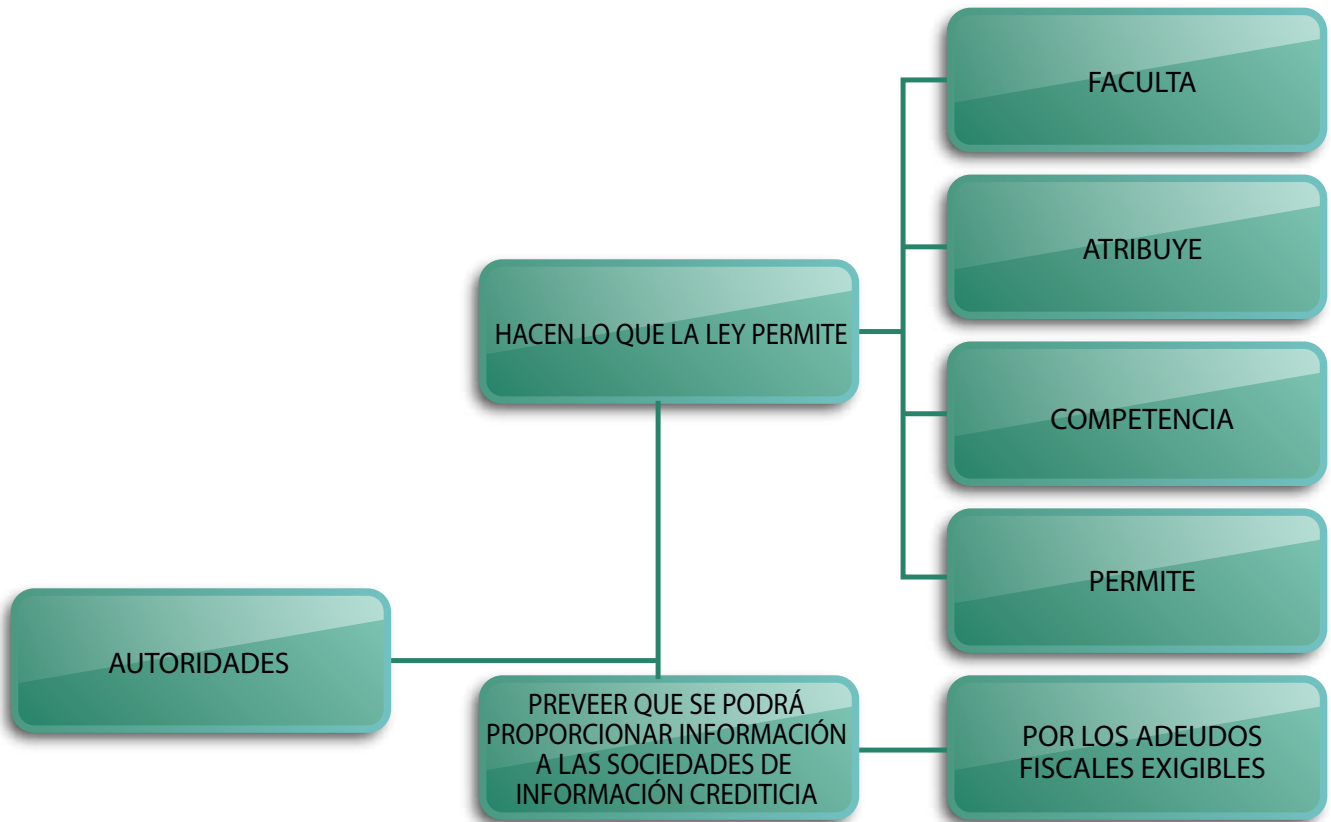 AUTORIDADES
HACEN LO QUE LA LEY PERMITE
FACULTA
ATRIBUYE
COMPETENCIA
PERMITE
PREVEER QUE SE PODRÁ
PROPORCIONAR INFORMACIÓN
A LAS SOCIEDADES DE
INFORMACIÓN CREDITICIA
POR LOS ADEUDOS
FISCALES EXIGIBLES